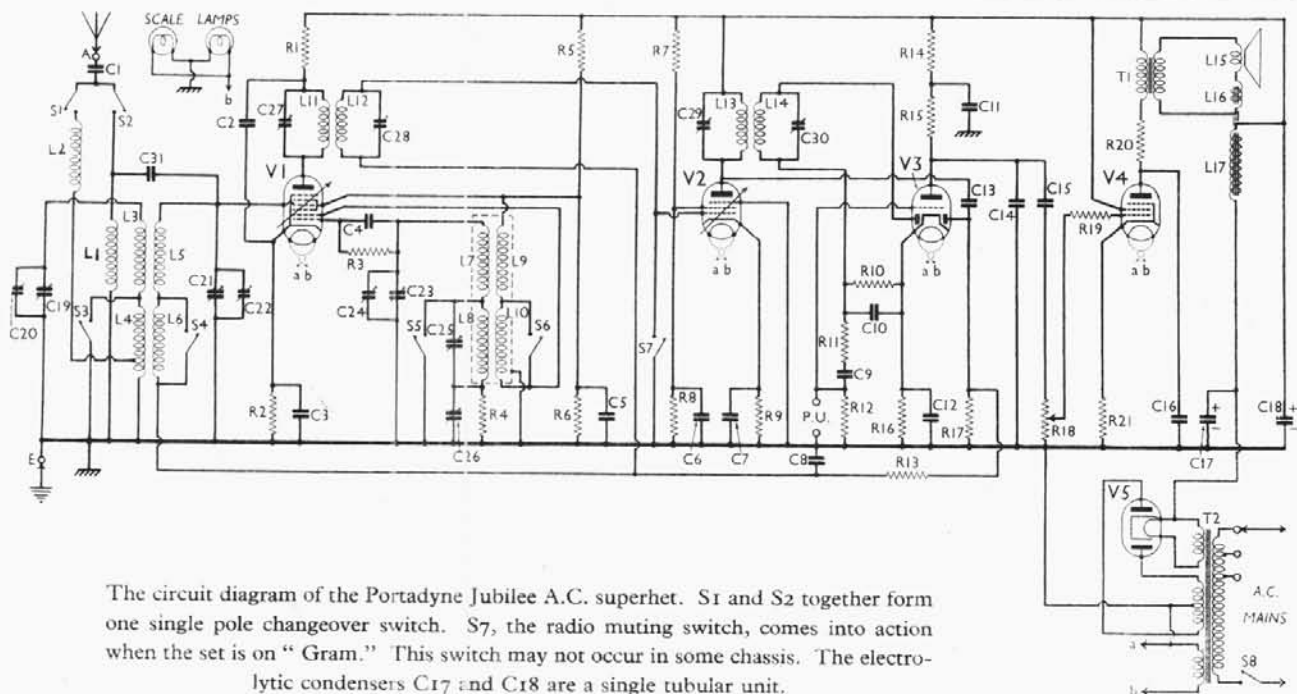 SCALE LAMPS
A
C1
b
S1
S2
L2
C31
L3
L1
L5
L4
L6
S3
S4
C20
C19
C21
C22
E
R1
C2
C27
L11
L12
C28
V1
a b
C4
R3
C24
C23
R2
C3
L7
L9
L8
L10
C25
S5
S6
R4
C26
R5
R6
C5
R7
S7
C29
L13
L14
C30
V2
a b
R8
C6
C7
R9
R14
R15
C11
V3
a b
C13
R10
C10
R11
C9
P.U.
R12
C8
R16
C12
R17
R13
C14
C15
R19
R18
V4
a b
R20
T1
L15
L16
L17
R21
C16
+
-
C17
C18 +
-
V5
T2
A.C.
MAINS
S8
a
b
The circuit diagram of the Portadyne Jubilee A.C. superhet. S1 and S2 together form
one single pole changeover switch. S7, the radio muting switch, comes into action
when the set is on " Gram." This switch may not occur in some chassis. The electro-
lytic condensers C17 and C18 are a single tubular unit.